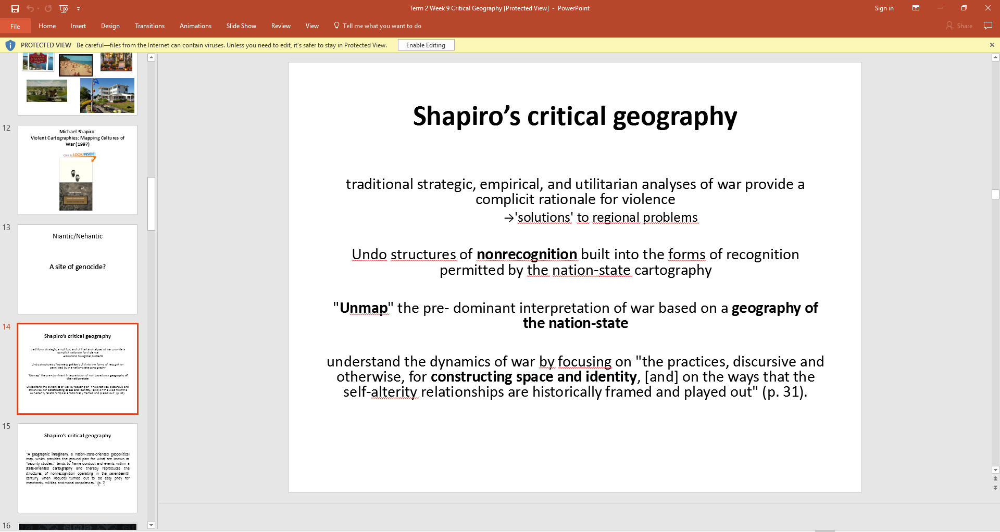 Term 2 Week 9 Critical Geography [Protected View] - PowerPoint
Sign in
File
Home
Insert
Design
Transitions
Animations
Slide Show
Review
View
Tell me what you want to do
Share
PROTECTED VIEW Be careful—files from the Internet can contain viruses. Unless you need to edit, it's safer to stay in Protected View.
Enable Editing
12
Michael Shapiro:
Violent Cartographies: Mapping Cultures of
War (1997)
Click to LOOK INSIDE!
13
Niantic/Nehantic
A site of genocide?
14
Shapiro's critical geography
traditional strategic, empirical, and utilitarian analyses of war provide a
complicit rationale for violence
→'solutions' to regional problems
Undo structures of nonrecognition built into the forms of recognition
permitted by the nation-state cartography
"Unmap" the pre- dominant interpretation of war based on a geography of
the nation-state
understand the dynamics of war by focusing on "the practices, discursive and
otherwise, for constructing space and identity, [and] on the ways that the
self-alterity relationships are historically framed and played out" (p. 31).
15
Shapiro's critical geography
"A geographic imaginary, a nation-state-oriented geopolitical
map, which provides the ground plan for what are known as
"security studies," tends to frame conduct and events within a
state-oriented cartography and thereby reproduces the
structures of nonrecognition operating in the seventeenth
century, when Pequots turned out to be easy prey for
merchants, militias, and moral consciences." (p. 7)
16
Shapiro's critical geography
traditional strategic, empirical, and utilitarian analyses of war provide a
complicit rationale for violence
→'solutions' to regional problems
Undo structures of nonrecognition built into the forms of recognition
permitted by the nation-state cartography
"Unmap" the pre- dominant interpretation of war based on a geography of
the nation-state
understand the dynamics of war by focusing on "the practices, discursive and
otherwise, for constructing space and identity, [and] on the ways that the
self-alterity relationships are historically framed and played out" (p. 31).